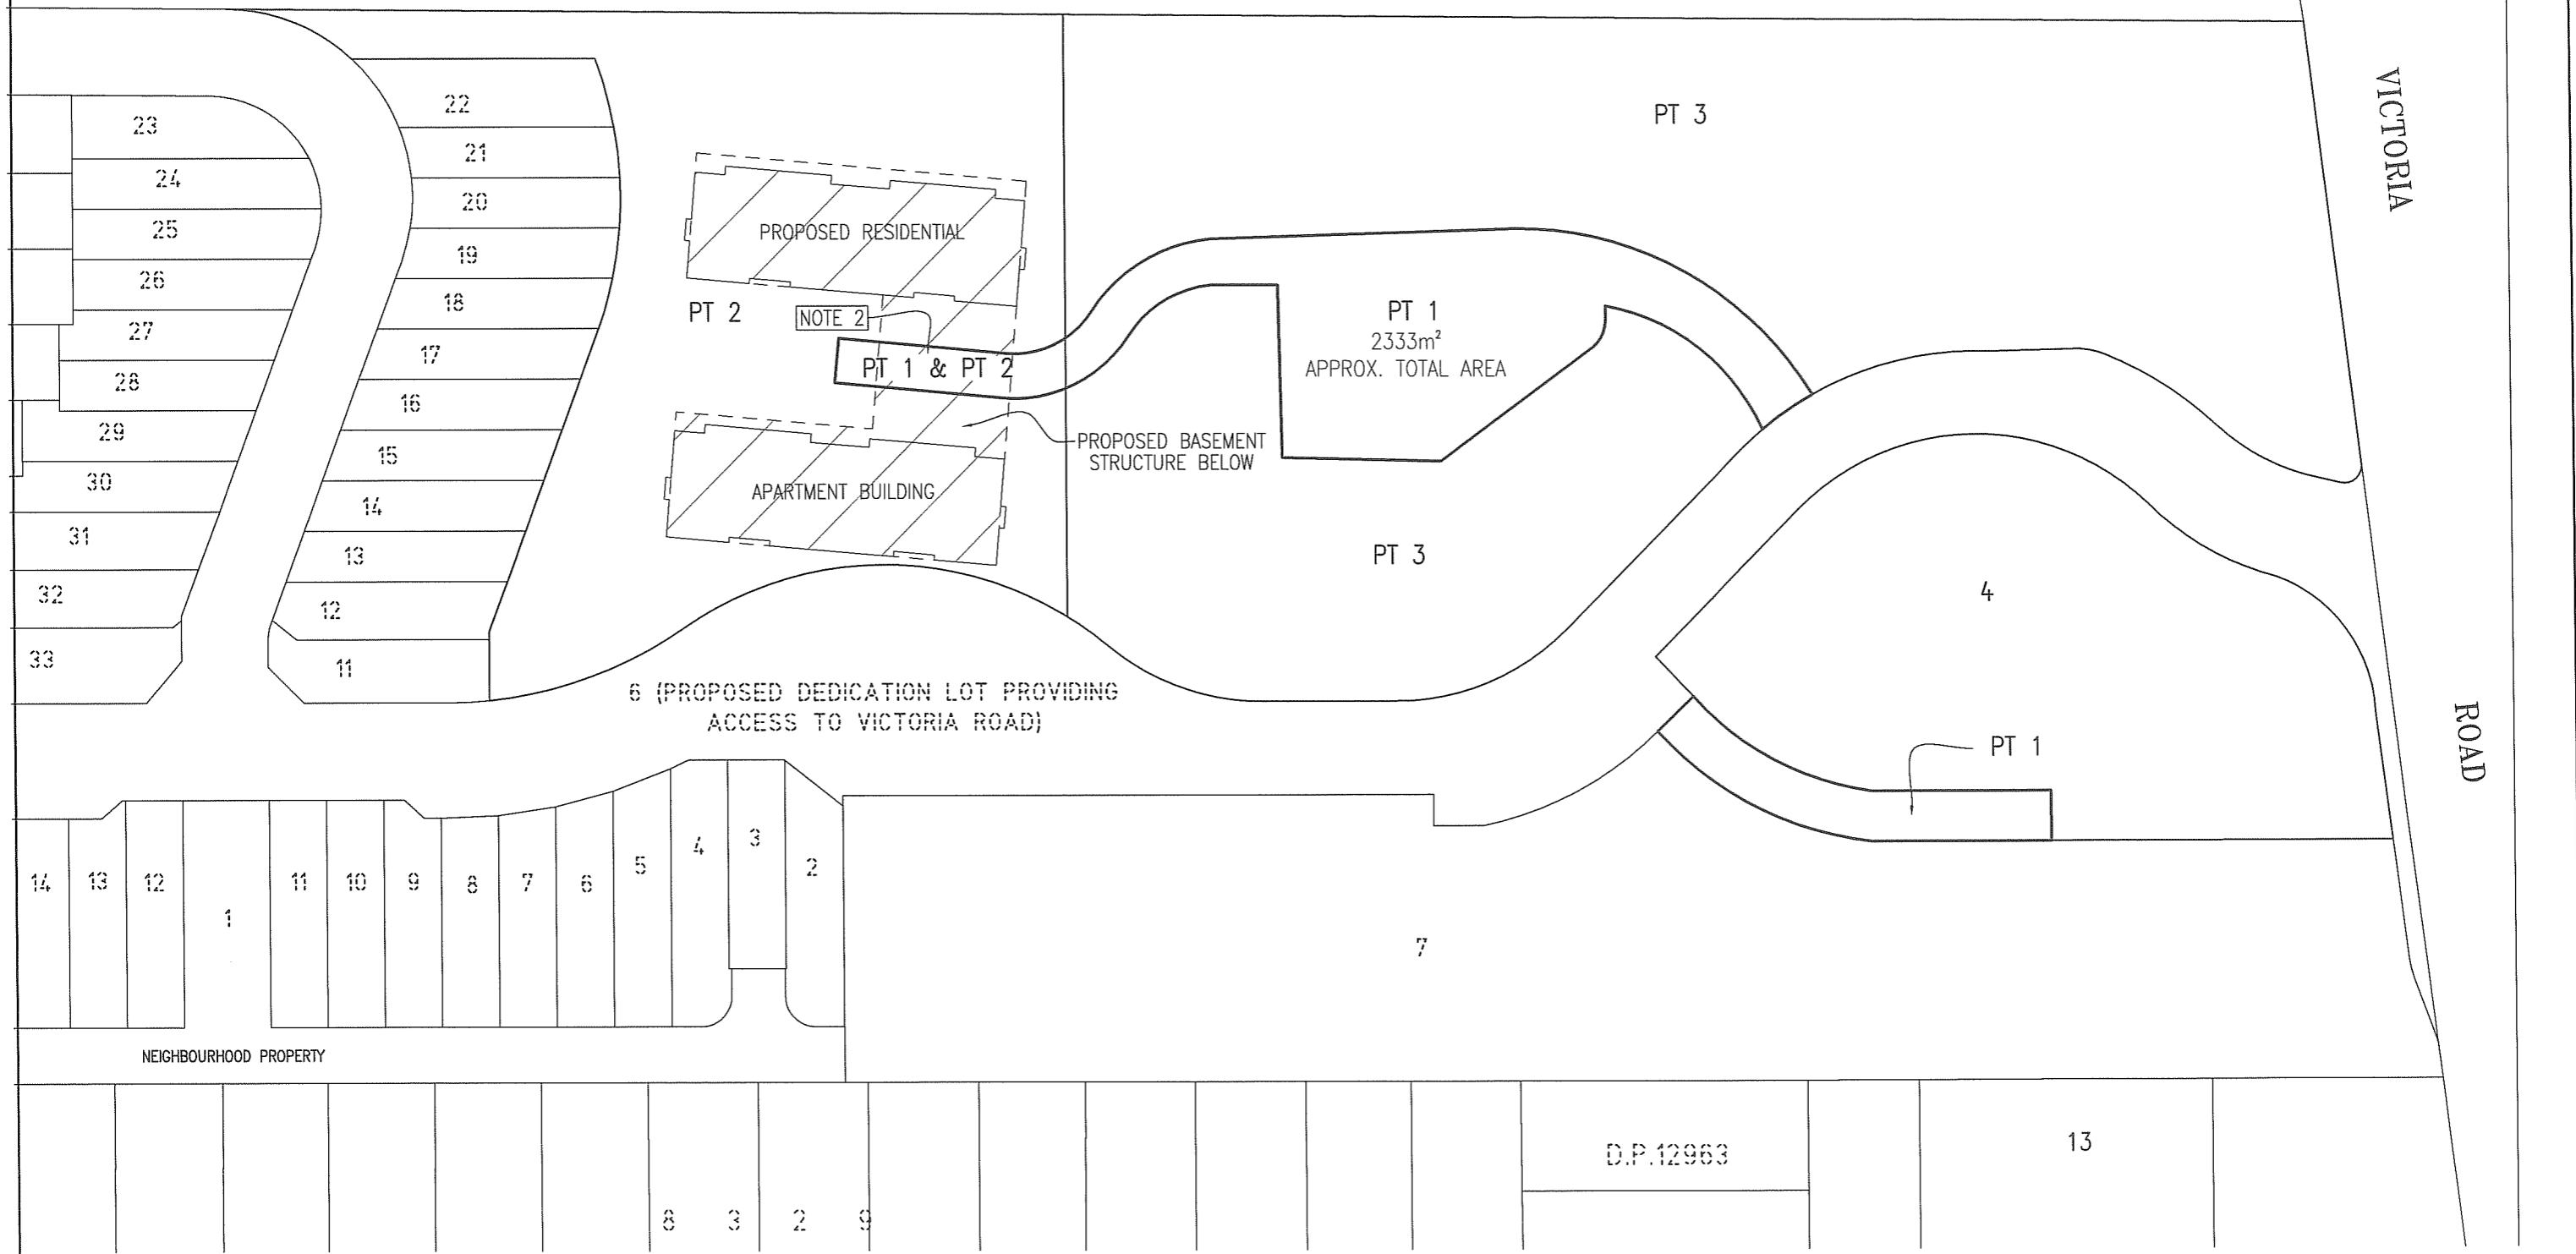 VICTORIA
ROAD
PT 3
22
21
20
19
18
17
16
15
14
13
12
11
23
24
25
26
27
28
29
30
31
32
33
PROPOSED RESIDENTIAL
PT 2
NOTE 2
PT 1 & PT 2
PT 1
2333m²
APPROX. TOTAL AREA
PROPOSED BASEMENT
STRUCTURE BELOW
APARTMENT BUILDING
PT 3
4
6 (PROPOSED DEDICATION LOT PROVIDING
ACCESS TO VICTORIA ROAD)
PT 1
14
13
12
1
11
10
9
8
7
6
5
4
3
2
7
NEIGHBOURHOOD PROPERTY
D.P.12963
13
8 3 2 9